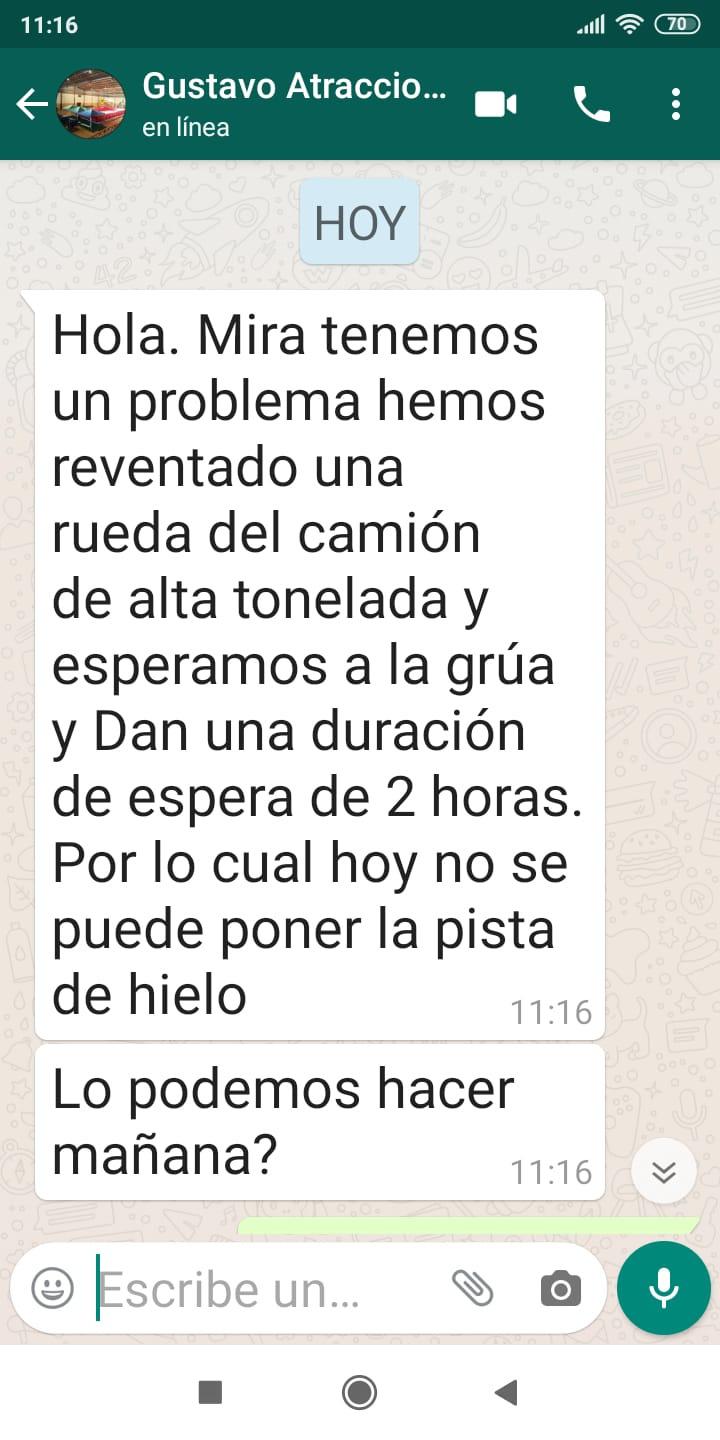 11:16
70
Gustavo Atraccio...
en línea
HOY
Hola. Mira tenemos
un problema hemos
reventado una
rueda del camión
de alta tonelada y
esperamos a la grúa
y Dan una duración
de espera de 2 horas.
Por lo cual hoy no se
puede poner la pista
de hielo
11:16
Lo podemos hacer
mañana?
11:16
Escribe un...